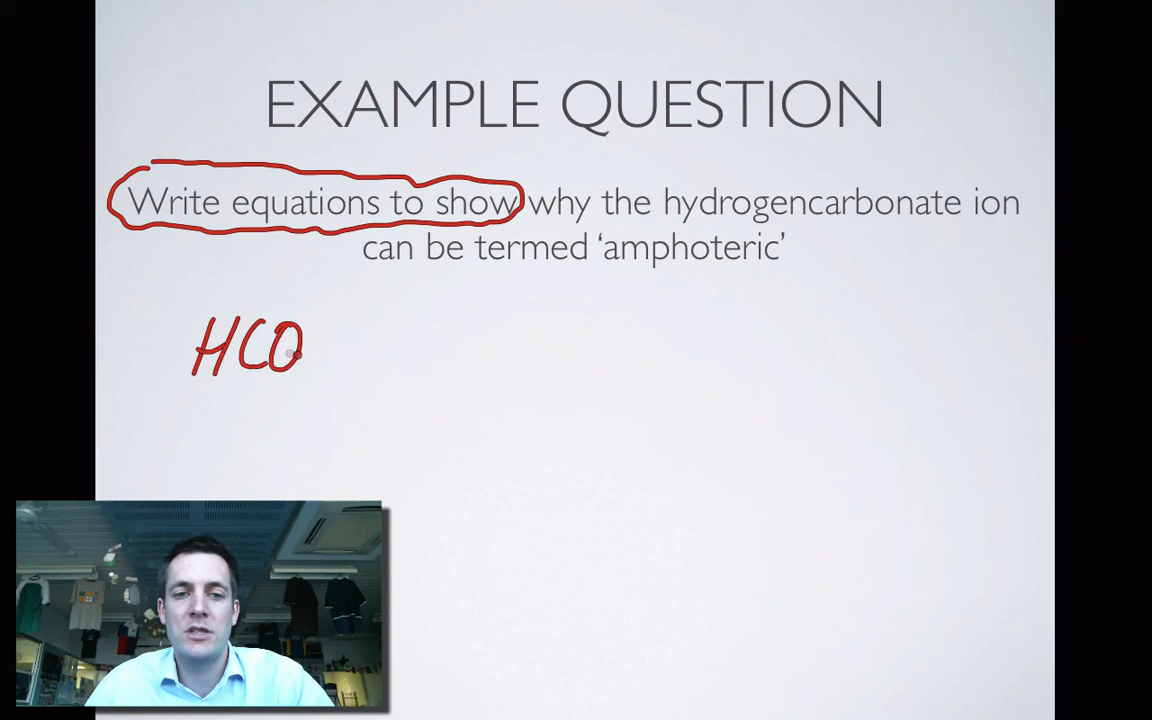 EXAMPLE QUESTION
Write equations to show why the hydrogencarbonate ion
can be termed ‘amphoteric’
HCO